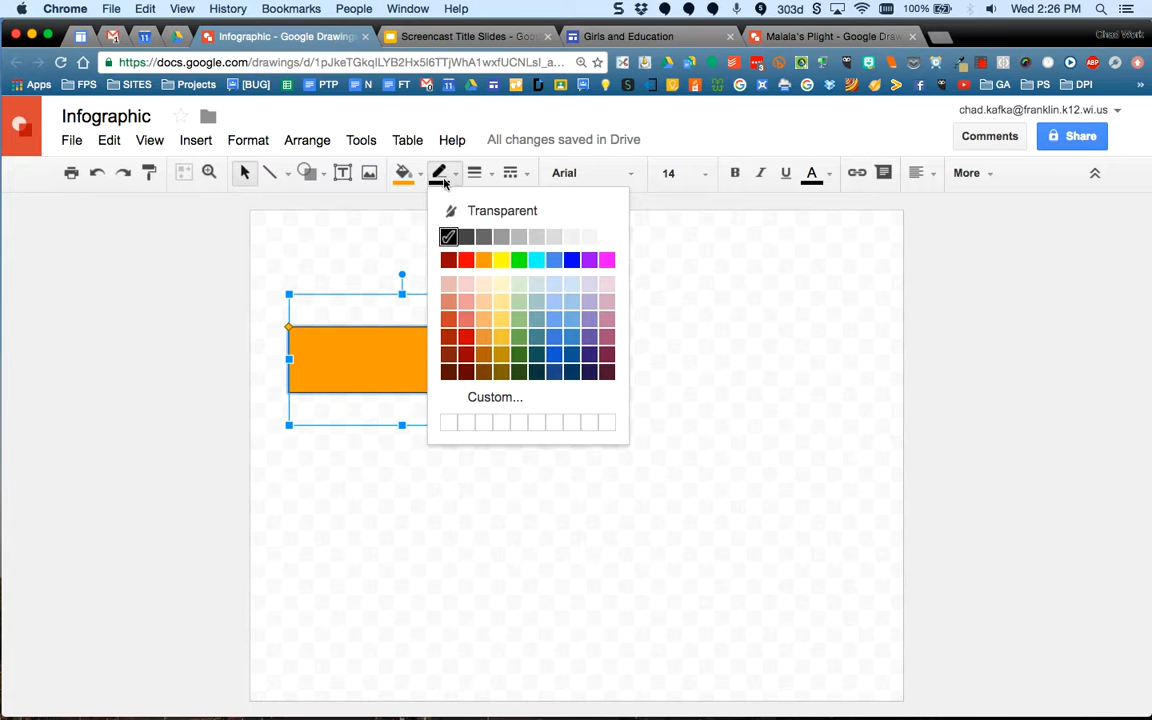 Chrome File Edit View History Bookmarks People Window Help 303d 100% Wed 2:26 PM
Infographic - Google Drawings Screencast Title Slides - Goo Girls and Education Malala's Plight - Google Draw Chad Work
https://docs.google.com/drawings/d/1pJkeTGkqILYB2Hx5l6TTjWhA1wxfUCNLsl_a...
Apps FPS SITES Projects [BUG] PTP N FT GA PS DL
Infographic
chad.kafka@franklin.k12.wi.us
File Edit View Insert Format Arrange Tools Table Help All changes saved in Drive
Comments Share
Arial 14 B I U A More
Transparent
Custom...